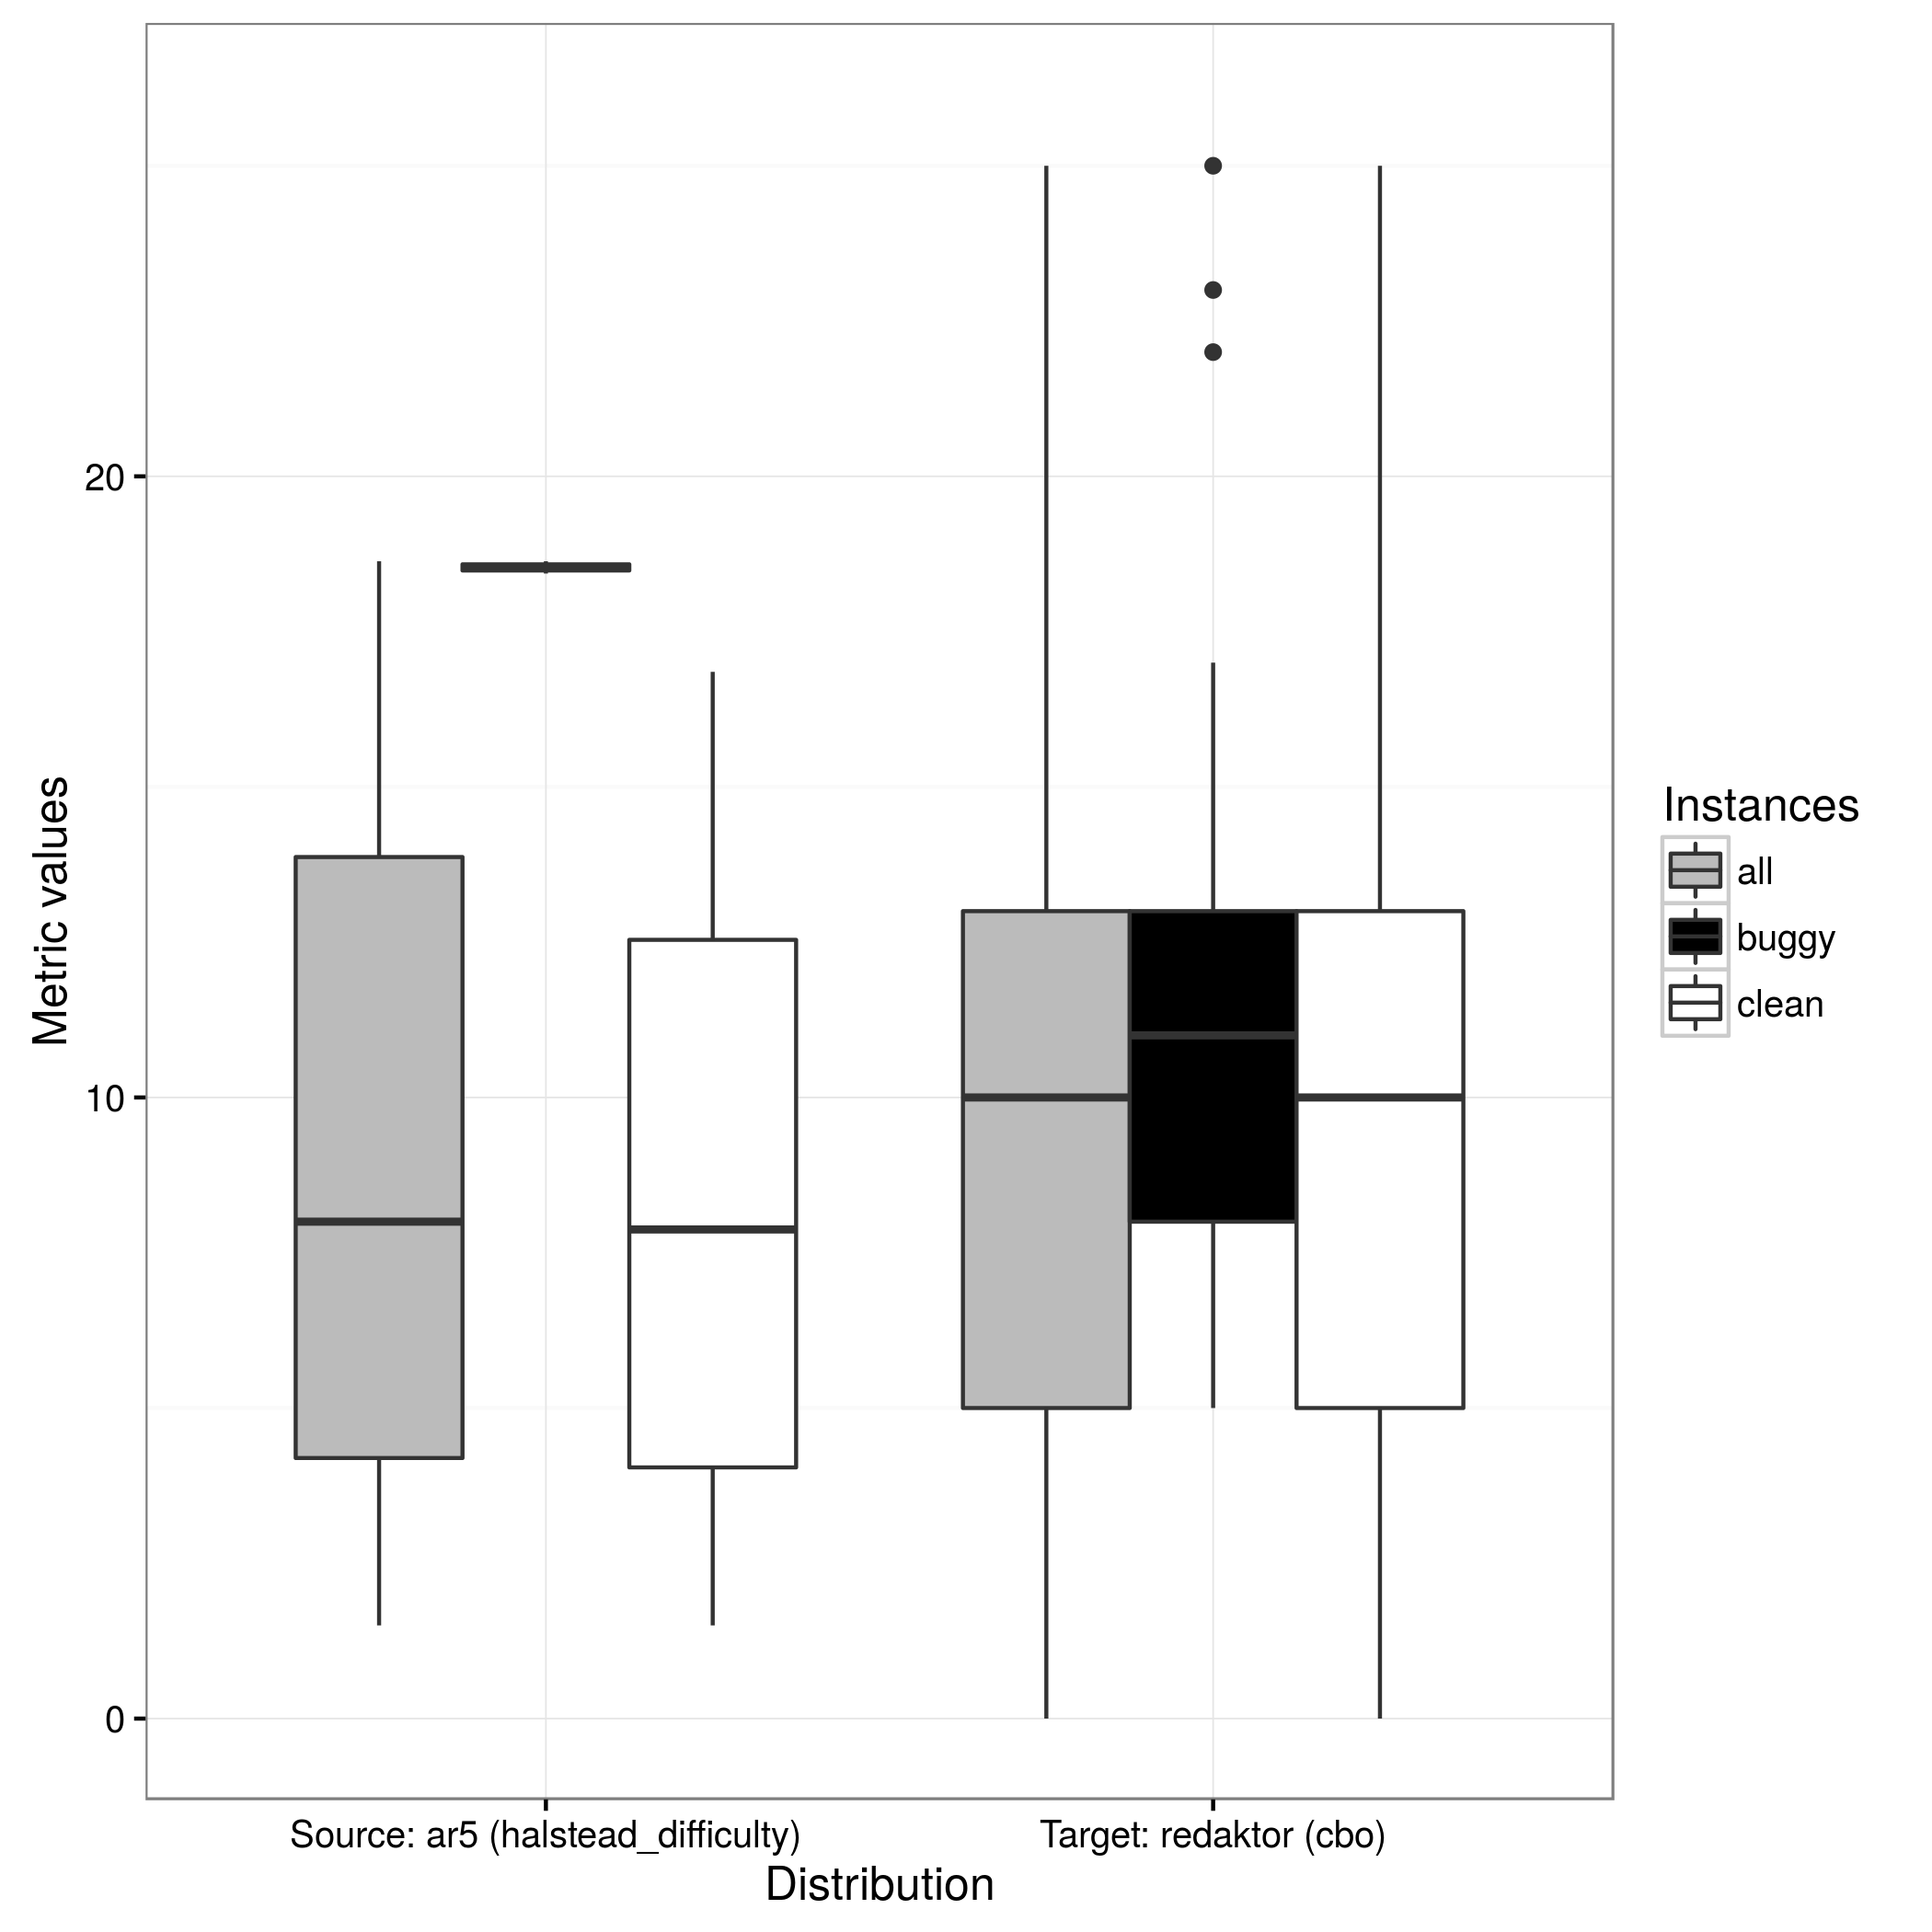 20
10
0
Metric values
Source: ar5 (halstead_difficulty)
Target: redaktor (cbo)
Distribution
Instances
all
buggy
clean